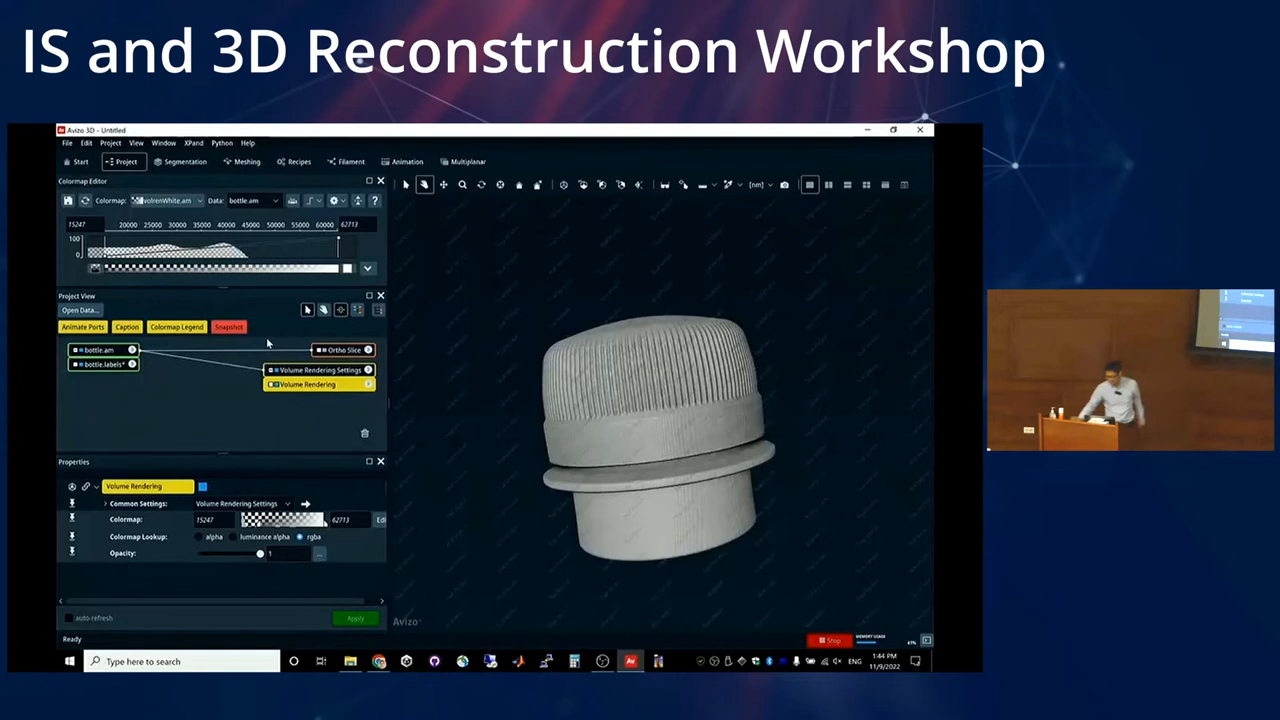 IS and 3D Reconstruction Workshop
Avizo 3D - Untitled
File Edit Project View Window XPand Python Help
Start Project Segmentation Meshing Recipes Filament Animation Multiplanar
Colormap Editor
Colormap: volrenWhite.am Data: bottle.am
[nm]
15247 20000 25000 30000 35000 40000 45000 50000 55000 60000 62713
100
0
Project View
Open Data...
Animate Ports Caption Colormap Legend Snapshot
bottle.am Ortho Slice
bottle.labels* Volume Rendering Settings
Volume Rendering
Properties
Volume Rendering
Common Settings: Volume Rendering Settings
Colormap: 15247 62713 Edi
Colormap Lookup: alpha luminance alpha rgba
Opacity: 1 ...
auto refresh Apply
Avizo
Ready Stop MEMORY USAGE
Type here to search
ENG
1:44 PM
11/9/2022